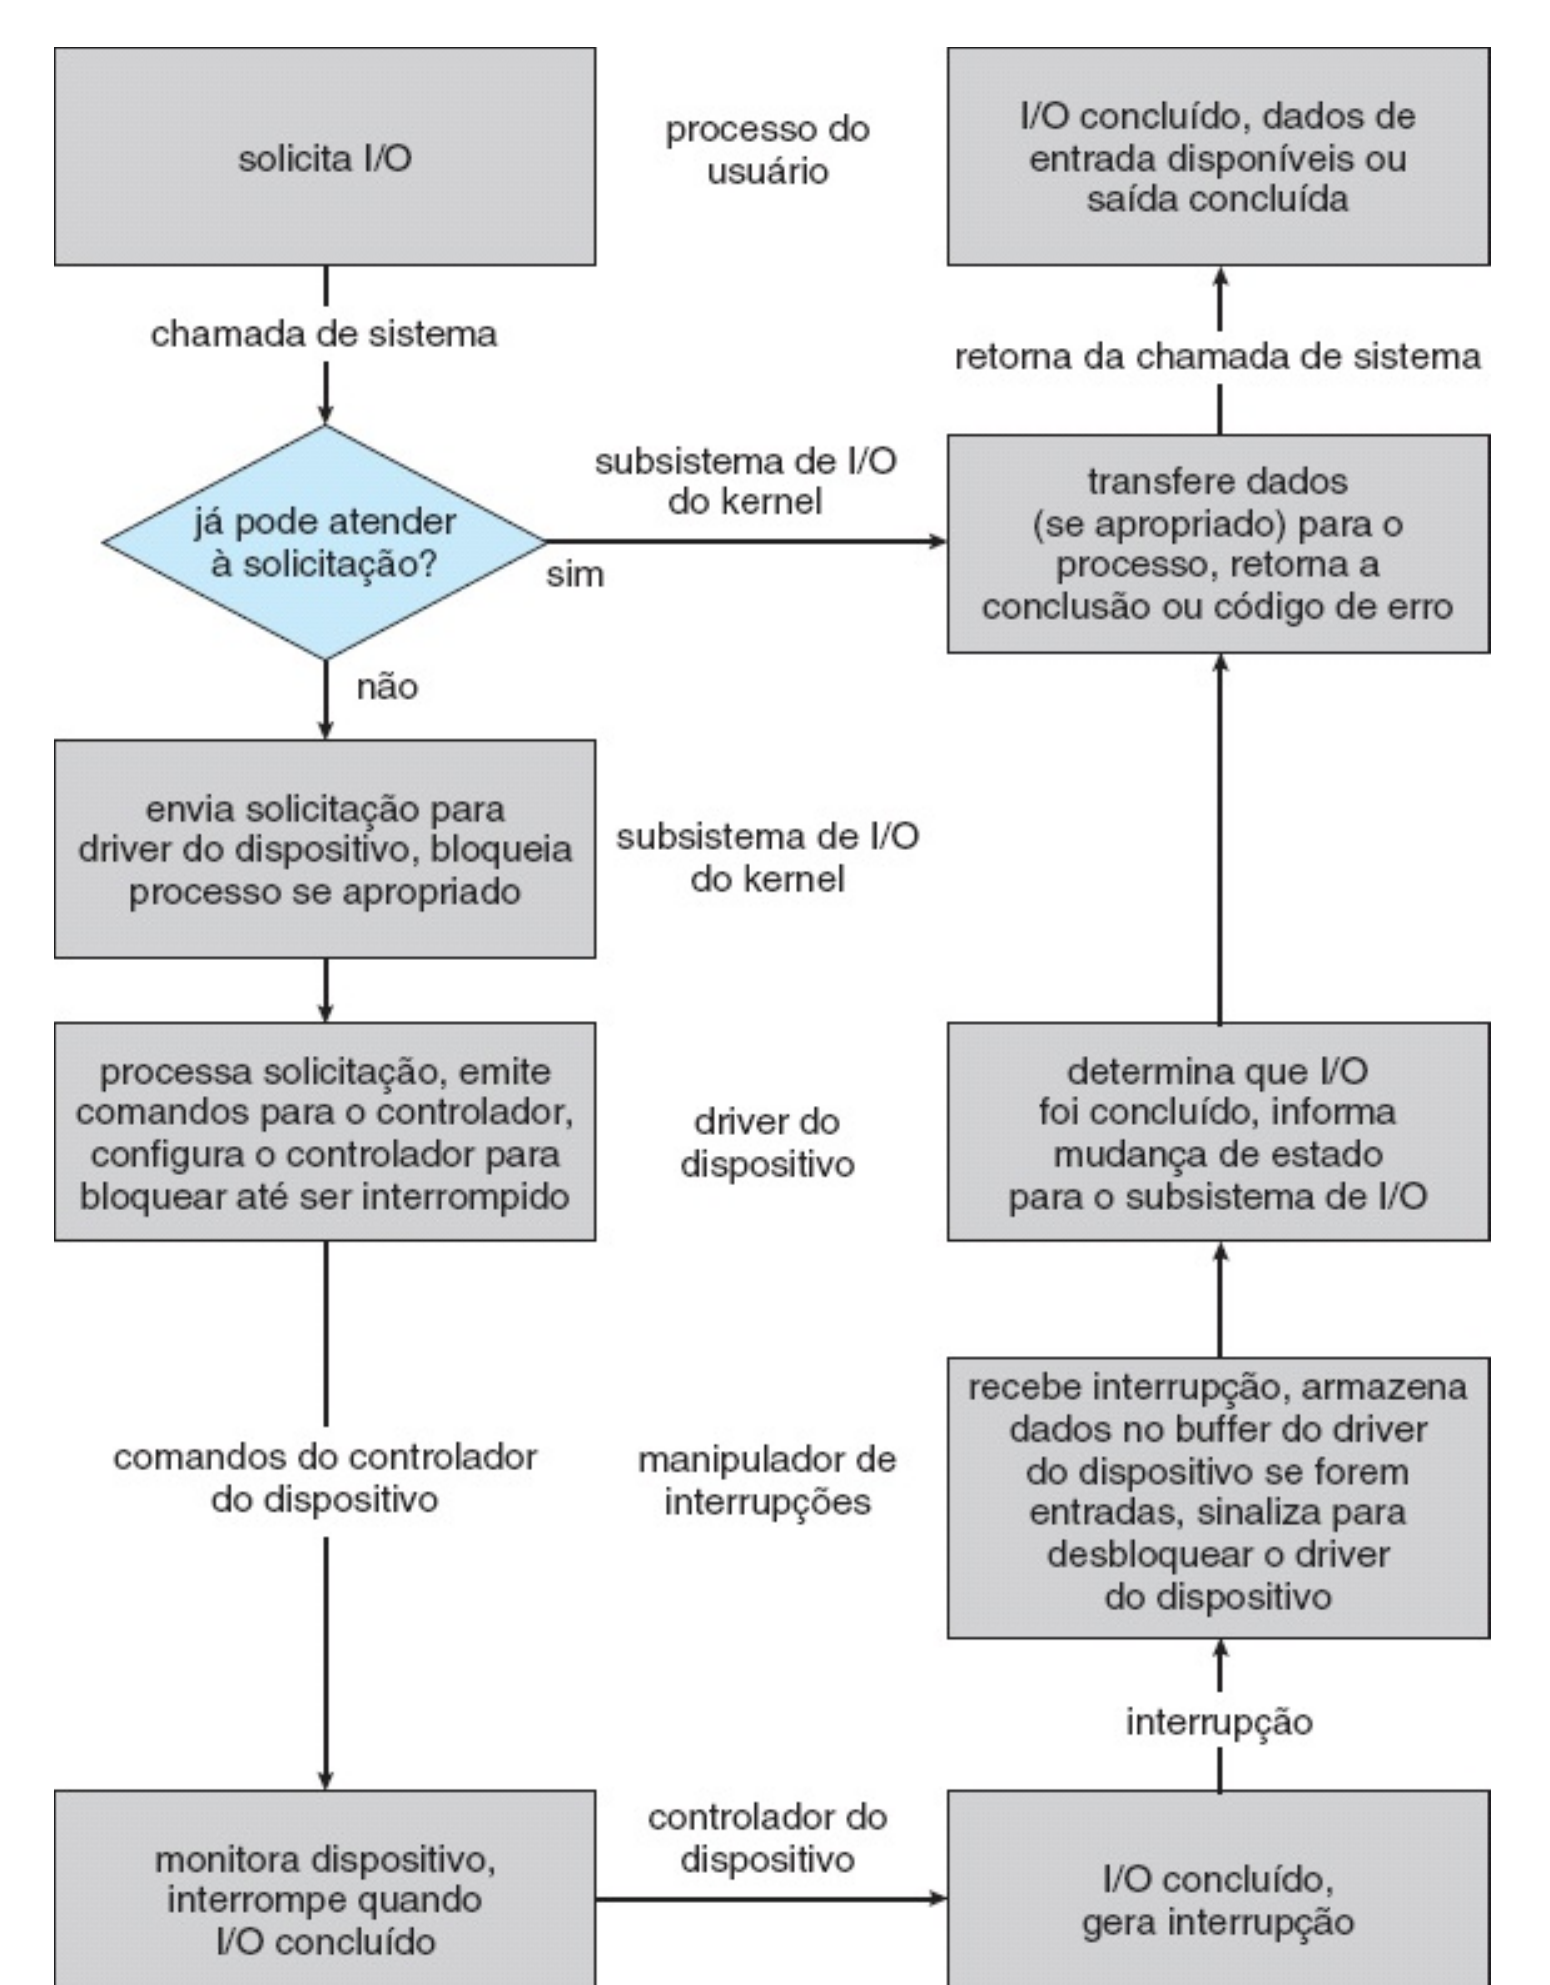 solicita I/O
processo do
usuário
I/O concluído, dados de
entrada disponíveis ou
saída concluída
chamada de sistema
retorna da chamada de sistema
já pode atender
à solicitação?
subsistema de I/O
do kernel
sim
transfere dados
(se apropriado) para o
processo, retorna a
conclusão ou código de erro
não
envia solicitação para
driver do dispositivo, bloqueia
processo se apropriado
subsistema de I/O
do kernel
processa solicitação, emite
comandos para o controlador,
configura o controlador para
bloquear até ser interrompido
driver do
dispositivo
determina que I/O
foi concluído, informa
mudança de estado
para o subsistema de I/O
comandos do controlador
do dispositivo
manipulador de
interrupções
recebe interrupção, armazena
dados no buffer do driver
do dispositivo se forem
entradas, sinaliza para
desbloquear o driver
do dispositivo
interrupção
monitora dispositivo,
interrompe quando
I/O concluído
controlador do
dispositivo
I/O concluído,
gera interrupção